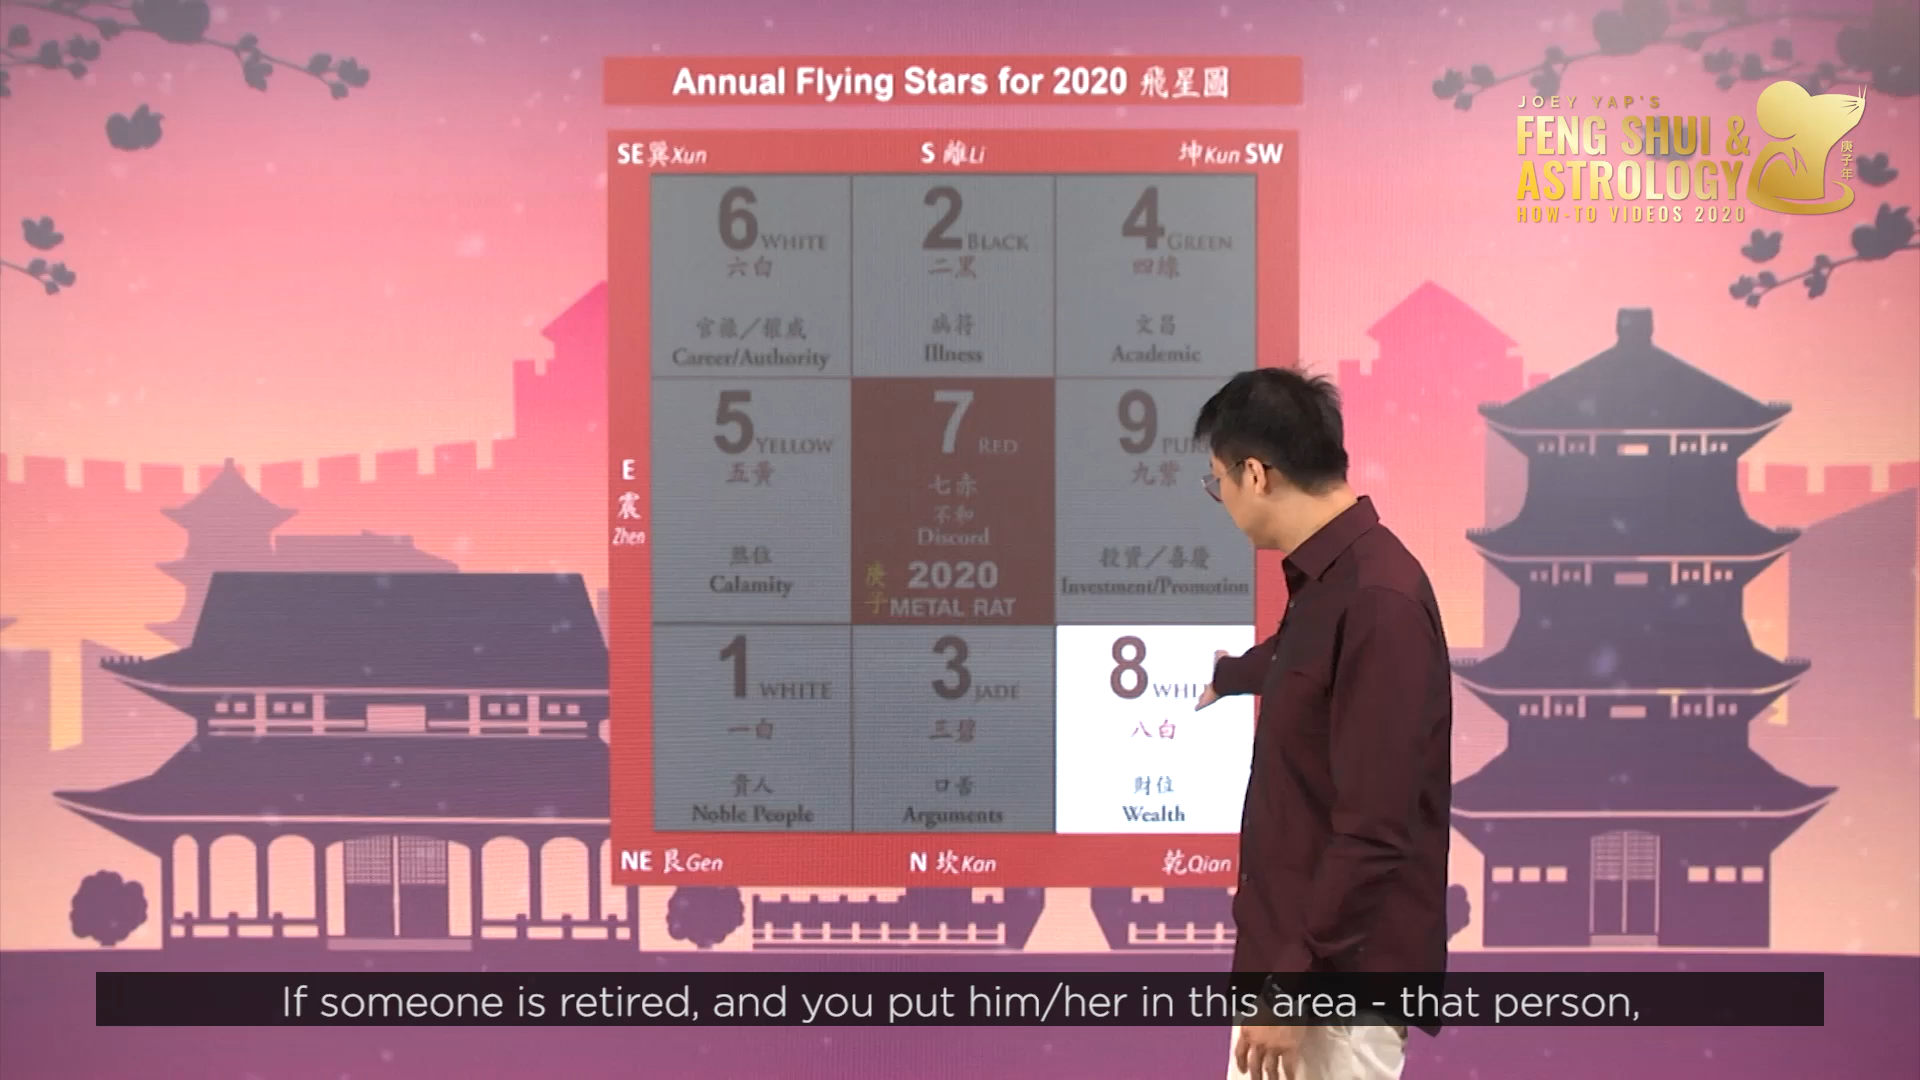 Annual Flying Stars for 2020 飛星圖
JOEY YAP'S
FENG SHUI &
ASTROLOGY
HOW-TO VIDEOS 2020
庚子年
SE 巽 Xun
S 離 Li
坤 Kun SW
6 WHITE
六白
官祿／權威
Career/Authority
2 BLACK
二黑
病符
Illness
4 GREEN
四綠
文昌
Academic
E
震
Zhen
5 YELLOW
五黃
煞位
Calamity
7 RED
七赤
不和
Discord
庚子
2020
METAL RAT
9
九紫
投資／喜慶
Investment/Promotion
1 WHITE
一白
貴人
Noble People
3 JADE
三碧
口舌
Arguments
8
八白
財位
Wealth
NE 艮 Gen
N 坎 Kan
乾 Qian
If someone is retired, and you put him/her in this area - that person,